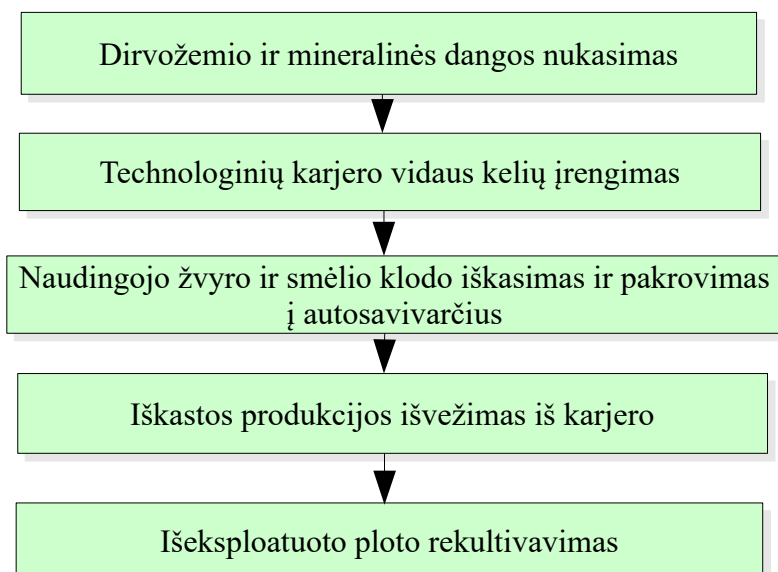 Dirvožemio ir mineralinės dangos nukasimas
Technologinių karjero vidaus kelių įrengimas
Naudingojo žvyro ir smėlio klodo iškasimas ir pakrovimas
į autosavivarčius
Iškastos produkcijos išvežimas iš karjero
Išeksploatuoto ploto rekultivavimas